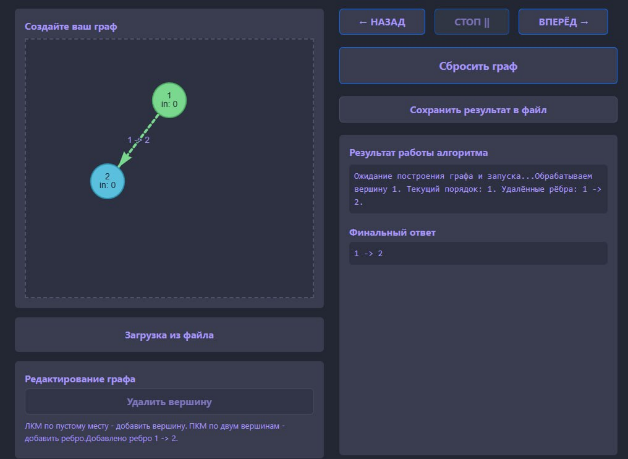 Создайте ваш граф
1
in: 0
1 -> 2
2
in: 0
Загрузка из файла
Редактирование графа
Удалить вершину
ЛКМ по пустому месту - добавить вершину. ПКМ по двум вершинам -
добавить ребро.Добавлено ребро 1 -> 2.
← НАЗАД
СТОП ||
ВПЕРЁД →
Сбросить граф
Сохранить результат в файл
Результат работы алгоритма
Ожидание построения графа и запуска...Обрабатываем
вершину 1. Текущий порядок: 1. Удалённые рёбра: 1 ->
2.
Финальный ответ
1 -> 2